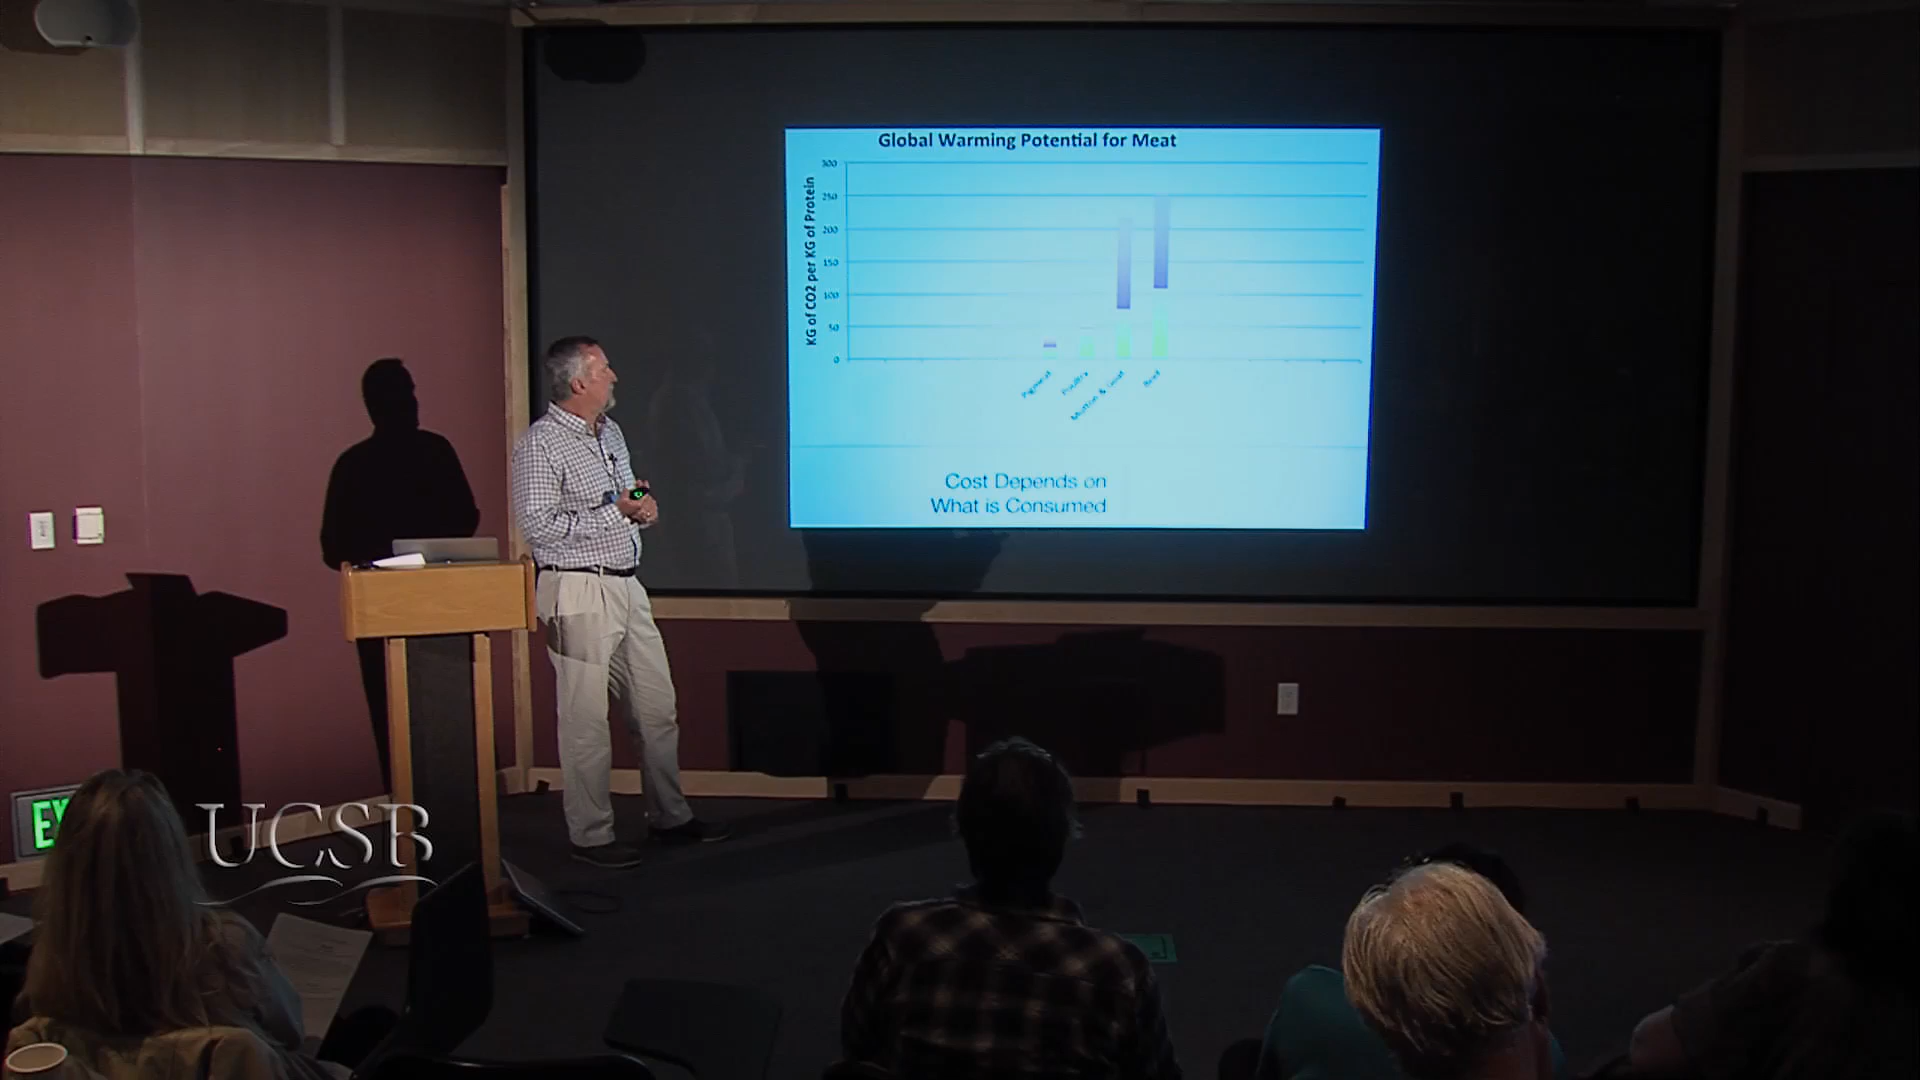 Global Warming Potential for Meat
KG of CO2 per KG of Protein
300
250
200
150
100
50
0
Pigmeat
Poultry
Mutton & Goat
Beef
Cost Depends on
What is Consumed
UCSB
EX